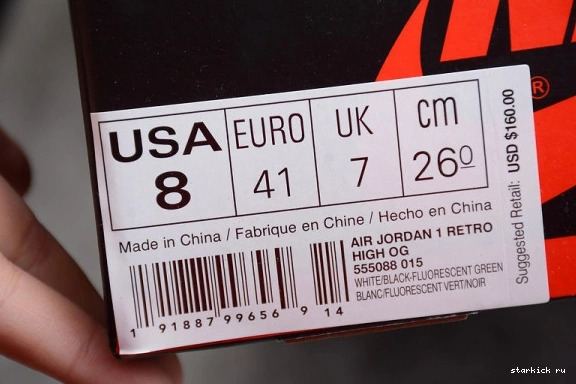 USA EURO UK cm
8 41 7 26º
Made in China / Fabrique en Chine / Hecho en China
AIR JORDAN 1 RETRO
HIGH OG
555088 015
WHITE/BLACK-FLUORESCENT GREEN
BLANC/FLUORESCENT VERT/NOIR
1 91887 99656 9 14
Suggested Retail: USD $160.00
®
starkick ru